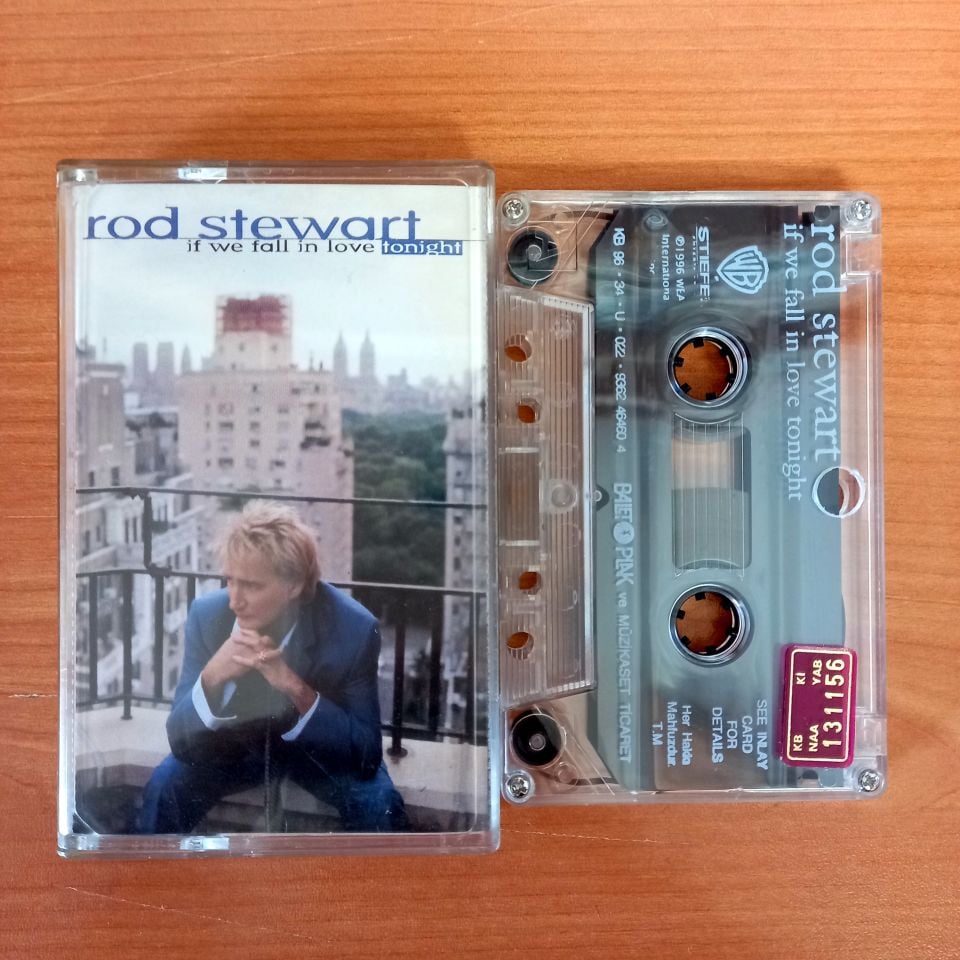 rod stewart
if we fall in love tonight
rod stewart
if we fall in love tonight
WB
STIEFEL
℗1996 WEA
Internationa
KB 96 · 34 · U · 022 · 9362 46460 4
BALET PLAK ve MÜZİKASET TİCARET
SEE INLAY
CARD
FOR
DETAILS
Her Hakkı
Mahfuzdur.
T.M
KB KI
NAA YAB
131156